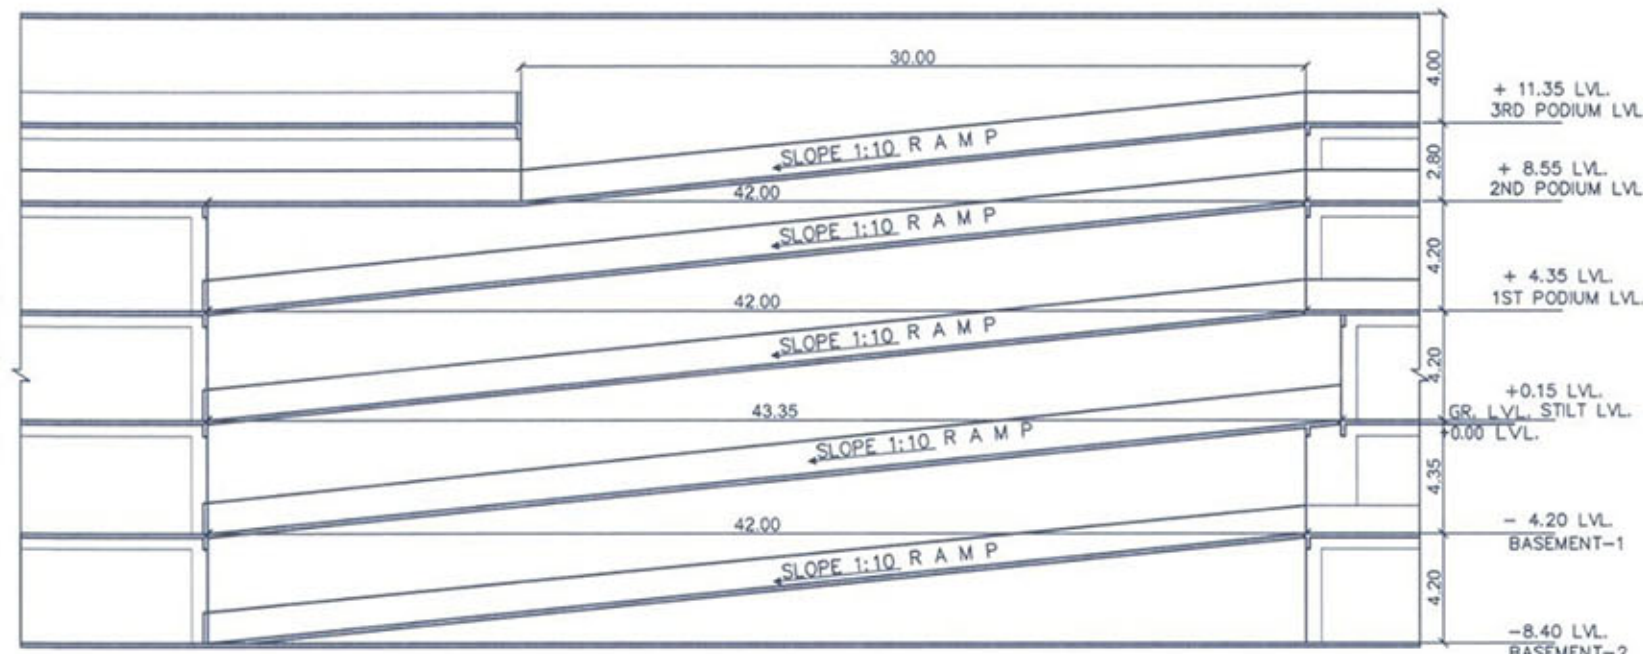 30.00
4.00
+ 11.35 LVL.
3RD PODIUM LVL
SLOPE 1:10 R A M P
2.80
+ 8.55 LVL.
2ND PODIUM LVL
42.00
SLOPE 1:10 R A M P
4.20
+ 4.35 LVL.
1ST PODIUM LVL.
42.00
SLOPE 1:10 R A M P
4.20
+0.15 LVL.
43.35
GR. LVL. STILT LVL.
+0.00 LVL.
SLOPE 1:10 R A M P
4.35
42.00
- 4.20 LVL.
BASEMENT-1
SLOPE 1:10 R A M P
4.20
-8.40 LVL.
BASEMENT-2